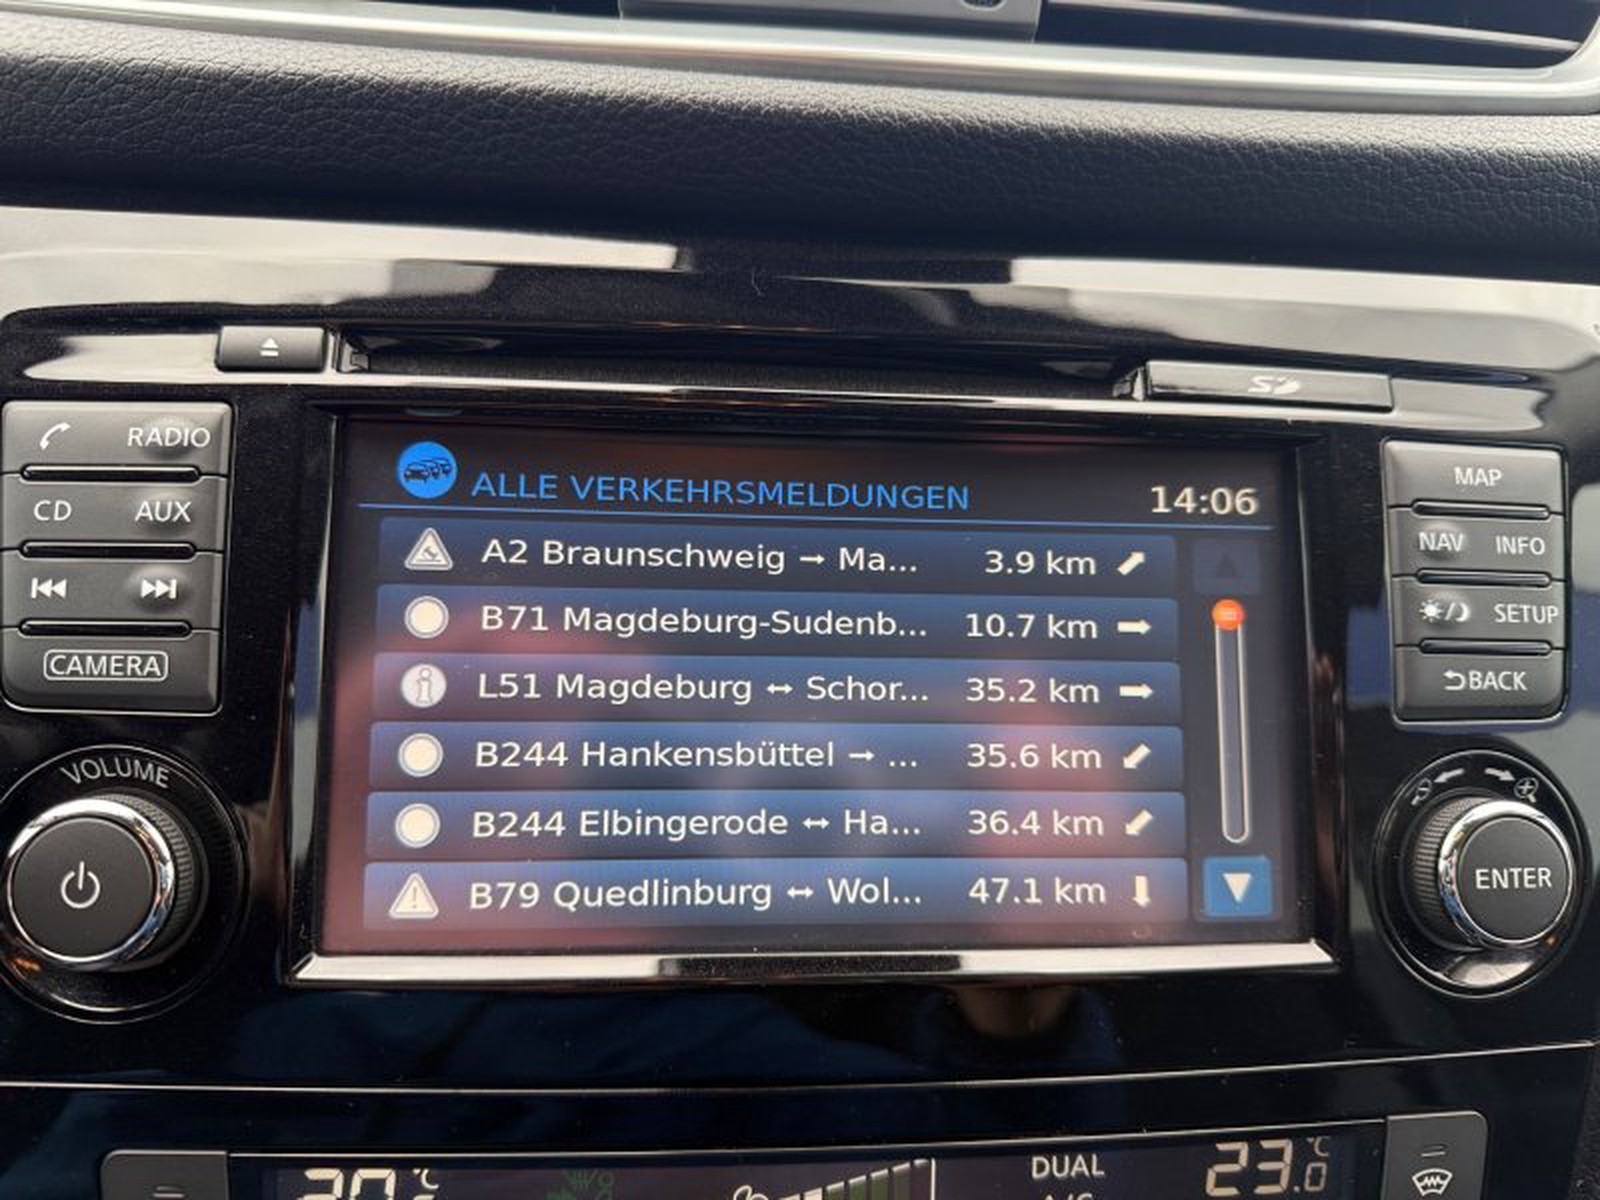 RADIO
CD AUX
CAMERA
VOLUME
ALLE VERKEHRSMELDUNGEN 14:06
A2 Braunschweig → Ma... 3.9 km
B71 Magdeburg-Sudenb... 10.7 km
L51 Magdeburg ↔ Schor... 35.2 km
B244 Hankensbüttel → ... 35.6 km
B244 Elbingerode ↔ Ha... 36.4 km
B79 Quedlinburg ↔ Wol... 47.1 km
MAP
NAV INFO
SETUP
BACK
ENTER
DUAL
23.0 °C